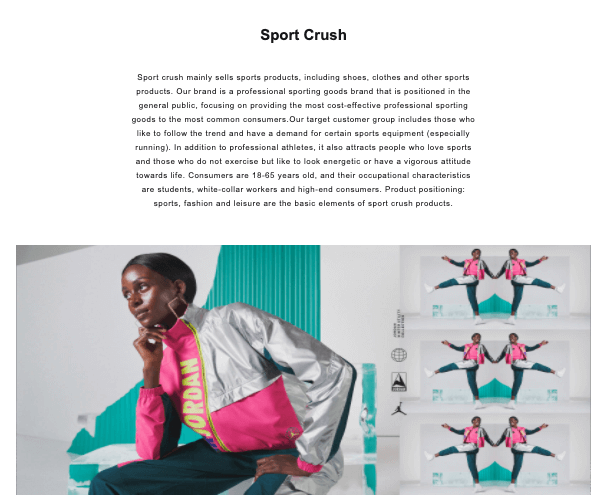 Sport Crush
Sport crush mainly sells sports products, including shoes, clothes and other sports
products. Our brand is a professional sporting goods brand that is positioned in the
general public, focusing on providing the most cost-effective professional sporting
goods to the most common consumers.Our target customer group includes those who
like to follow the trend and have a demand for certain sports equipment (especially
running). In addition to professional athletes, it also attracts people who love sports
and those who do not exercise but like to look energetic or have a vigorous attitude
towards life. Consumers are 18-65 years old, and their occupational characteristics
are students, white-collar workers and high-end consumers. Product positioning:
sports, fashion and leisure are the basic elements of sport crush products.
JORDAN